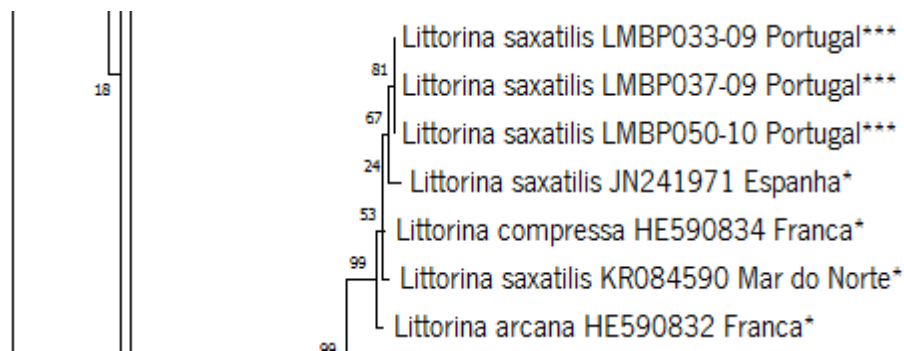 Littorina saxatilis LMBP033-09 Portugal***
81
Littorina saxatilis LMBP037-09 Portugal***
18
67
Littorina saxatilis LMBP050-10 Portugal***
24
Littorina saxatilis JN241971 Espanha*
53
Littorina compressa HE590834 Franca*
99
Littorina saxatilis KR084590 Mar do Norte*
Littorina arcana HE590832 Franca*
99